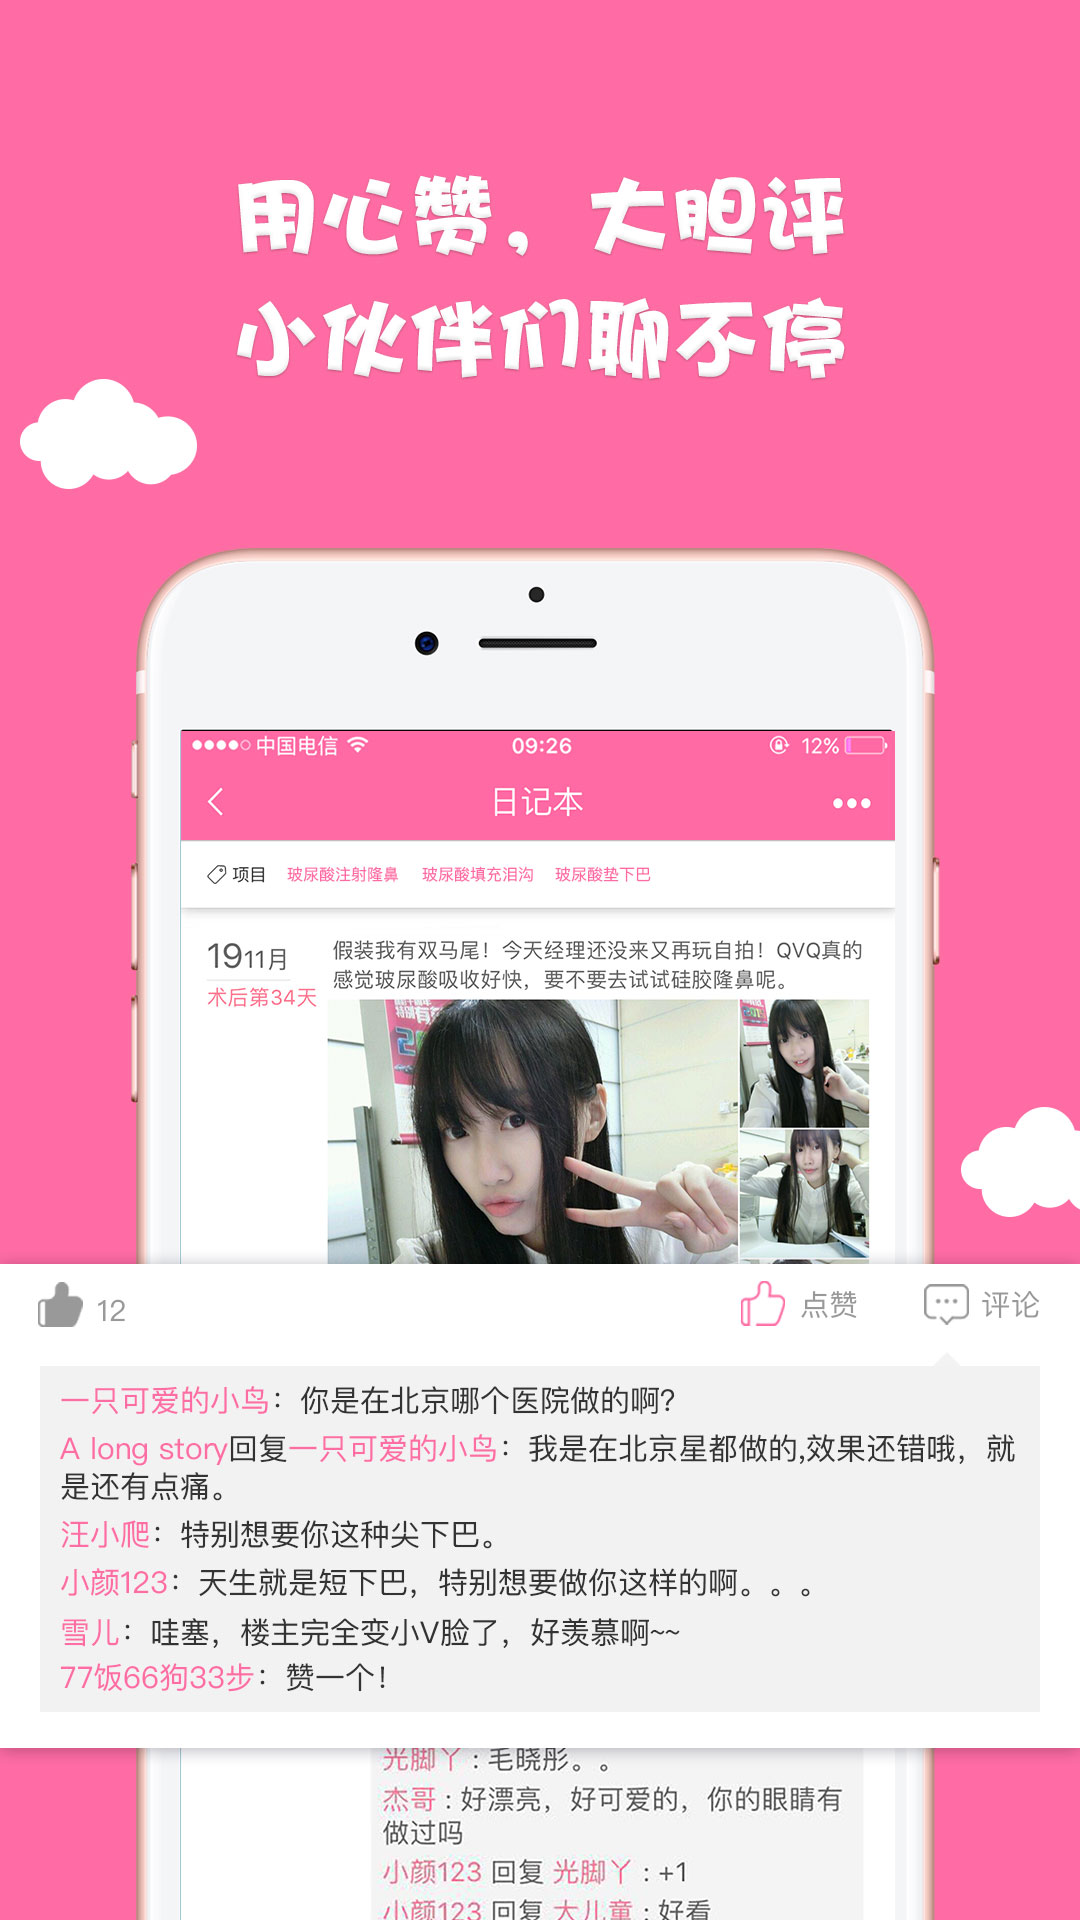 用心赞，大胆评
小伙伴们聊不停
中国电信 09:26 12%
日记本
项目 玻尿酸注射隆鼻 玻尿酸填充泪沟 玻尿酸垫下巴
19 11月
术后第34天
假装我有双马尾！今天经理还没来又再玩自拍！QVQ真的
感觉玻尿酸吸收好快，要不要去试试硅胶隆鼻呢。
12 点赞 评论
一只可爱的小鸟：你是在北京哪个医院做的啊？
A long story回复一只可爱的小鸟：我是在北京星都做的,效果还错哦，就
是还有点痛。
汪小爬：特别想要你这种尖下巴。
小颜123：天生就是短下巴，特别想要做你这样的啊。。。
雪儿：哇塞，楼主完全变小V脸了，好羡慕啊~~
77饭66狗33步：赞一个！
光脚丫：毛晓彤。。
杰哥：好漂亮，好可爱的，你的眼睛有
做过吗
小颜123 回复 光脚丫：+1
小颜123 回复 大儿童：好看